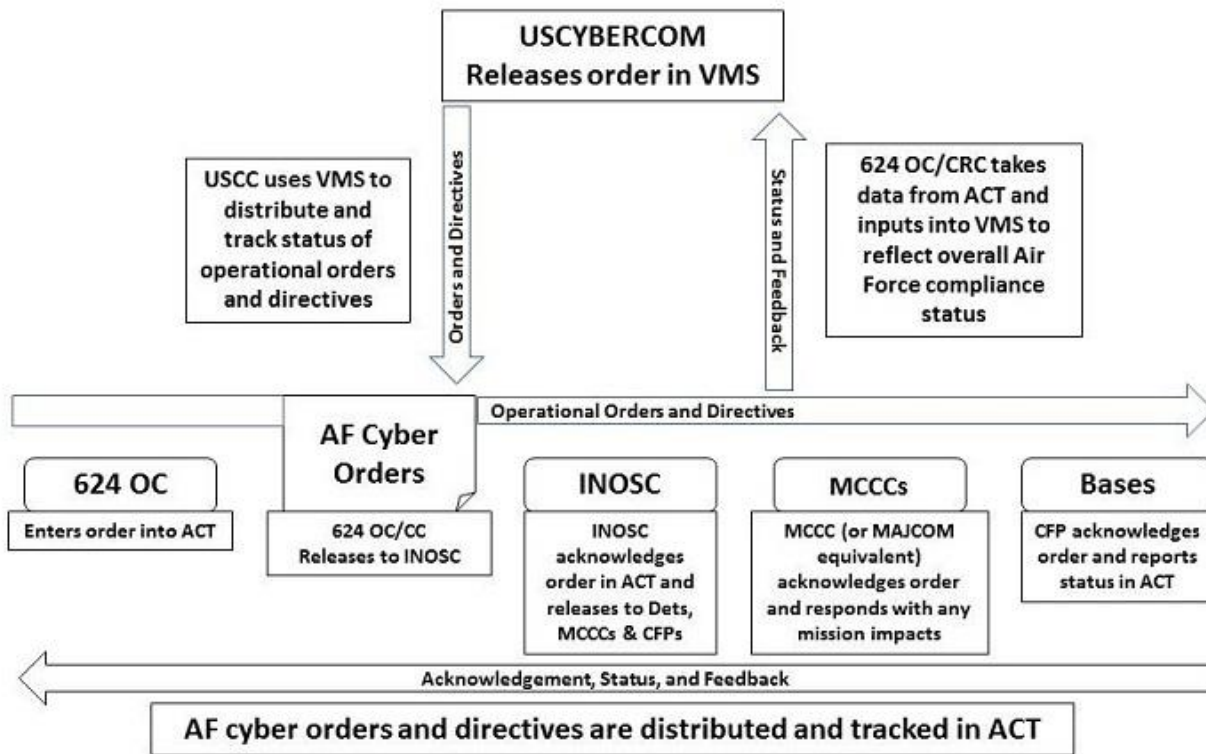 USCYBERCOM
Releases order in VMS
USCC uses VMS to
distribute and
track status of
operational orders
and directives
Orders and Directives
Status and Feedback
624 OC/CRC takes
data from ACT and
inputs into VMS to
reflect overall Air
Force compliance
status
Operational Orders and Directives
AF Cyber
Orders
624 OC
Enters order into ACT
624 OC/CC
Releases to INOSC
INOSC
INOSC
acknowledges
order in ACT and
releases to Dets,
MCCCs & CFPs
MCCCs
MCCC (or MAJCOM
equivalent)
acknowledges order
and responds with any
mission impacts
Bases
CFP acknowledges
order and reports
status in ACT
Acknowledgement, Status, and Feedback
AF cyber orders and directives are distributed and tracked in ACT